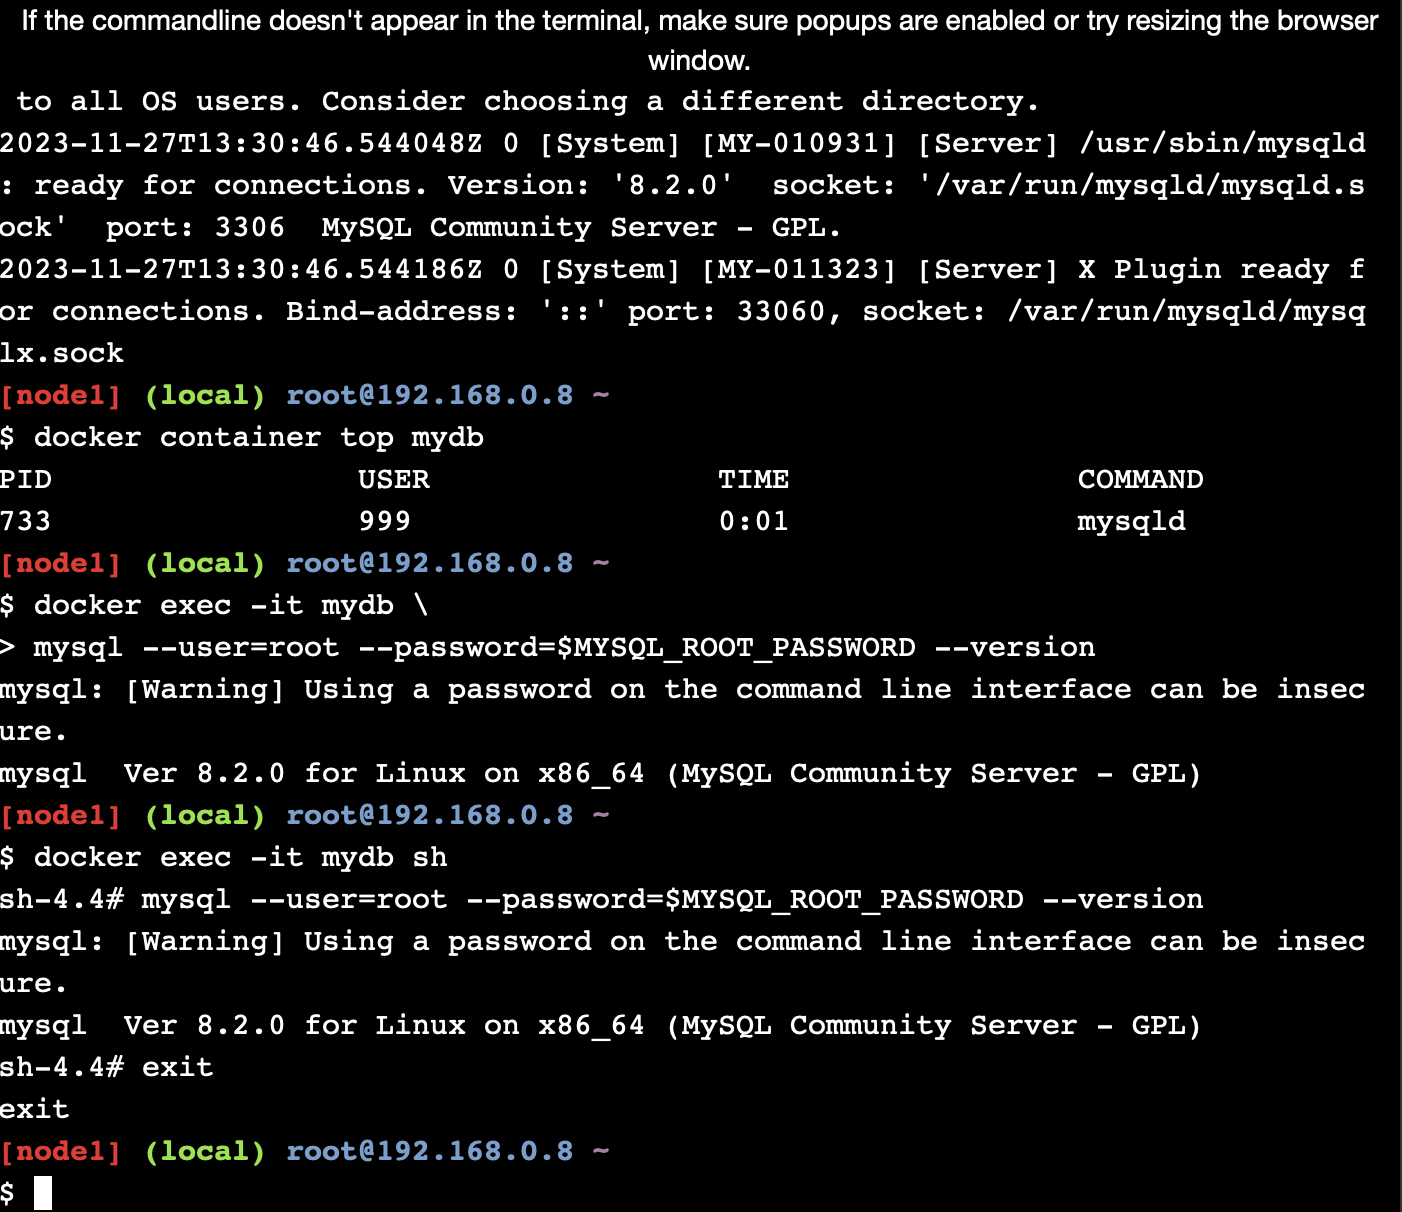 If the commandline doesn't appear in the terminal, make sure popups are enabled or try resizing the browser
window.
to all OS users. Consider choosing a different directory.
2023-11-27T13:30:46.544048Z 0 [System] [MY-010931] [Server] /usr/sbin/mysqld
: ready for connections. Version: '8.2.0'  socket: '/var/run/mysqld/mysqld.s
ock'  port: 3306  MySQL Community Server - GPL.
2023-11-27T13:30:46.544186Z 0 [System] [MY-011323] [Server] X Plugin ready f
or connections. Bind-address: '::' port: 33060, socket: /var/run/mysqld/mysq
lx.sock
[node1] (local) root@192.168.0.8 ~
$ docker container top mydb
PID                 USER                TIME                COMMAND
733                 999                 0:01                mysqld
[node1] (local) root@192.168.0.8 ~
$ docker exec -it mydb \
> mysql --user=root --password=$MYSQL_ROOT_PASSWORD --version
mysql: [Warning] Using a password on the command line interface can be insec
ure.
mysql  Ver 8.2.0 for Linux on x86_64 (MySQL Community Server - GPL)
[node1] (local) root@192.168.0.8 ~
$ docker exec -it mydb sh
sh-4.4# mysql --user=root --password=$MYSQL_ROOT_PASSWORD --version
mysql: [Warning] Using a password on the command line interface can be insec
ure.
mysql  Ver 8.2.0 for Linux on x86_64 (MySQL Community Server - GPL)
sh-4.4# exit
exit
[node1] (local) root@192.168.0.8 ~
$